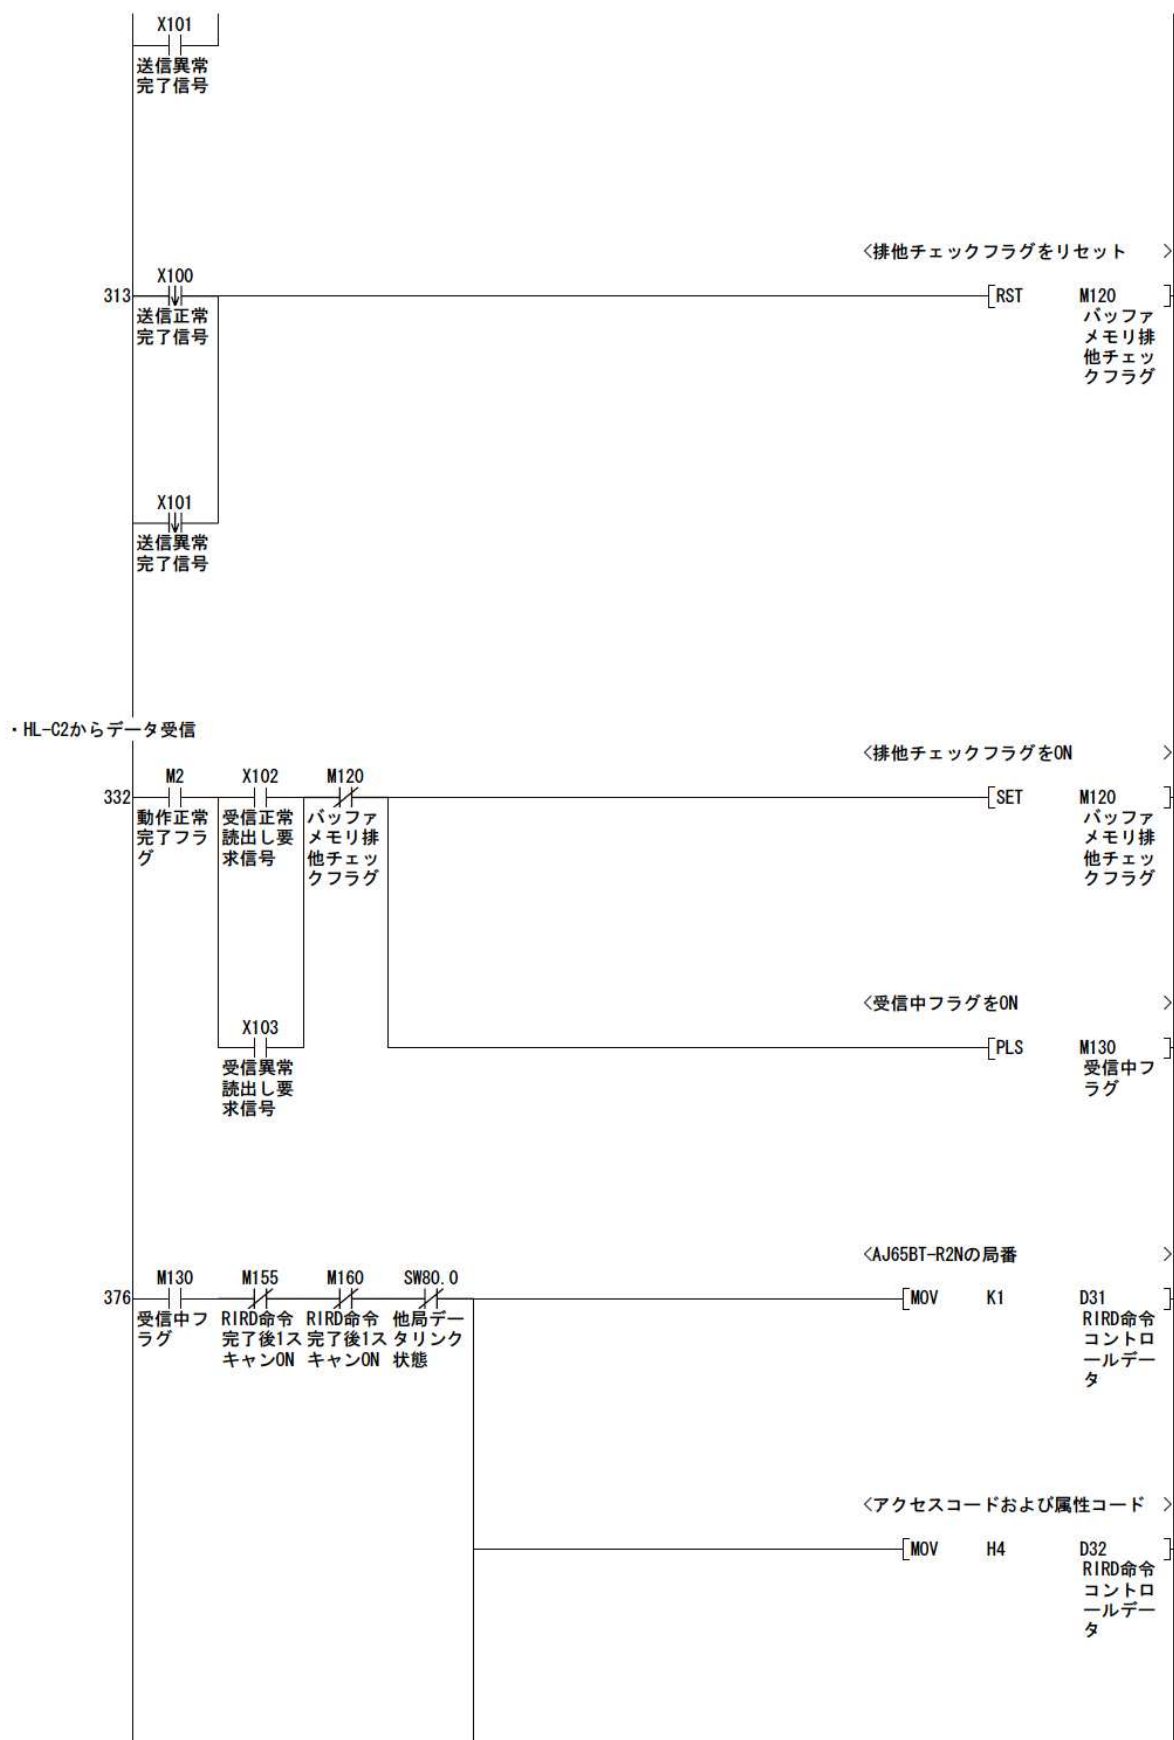 X101
送信異常
完了信号
<排他チェックフラグをリセット >
X100
313
[RST M120 ]
送信正常
完了信号
バッファ
メモリ排
他チェッ
クフラグ
X101
送信異常
完了信号
・HL-C2からデータ受信
<排他チェックフラグをON >
M2 X102 M120
332
[SET M120 ]
動作正常 受信正常 バッファ バッファ
完了フラ 読出し要 メモリ排 メモリ排
グ 求信号 他チェッ 他チェッ
クフラグ クフラグ
<受信中フラグをON >
X103
[PLS M130 ]
受信異常 受信中フ
読出し要 ラグ
求信号
<AJ65BT-R2Nの局番 >
M130 M155 M160 SW80.0
376
[MOV K1 D31 ]
受信中フ RIRD命令 RIRD命令 他局デー RIRD命令
ラグ 完了後1ス 完了後1ス タリンク コントロ
キャンON キャンON 状態 ールデー
タ
<アクセスコードおよび属性コード >
[MOV H4 D32 ]
RIRD命令
コントロ
ールデー
タ